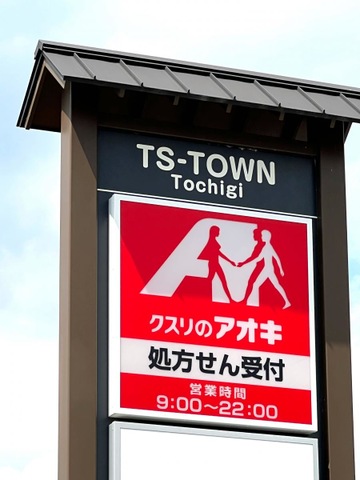 TS-TOWN
Tochigi
クスリのアオキ
処方せん受付
営業時間
9:00〜22:00